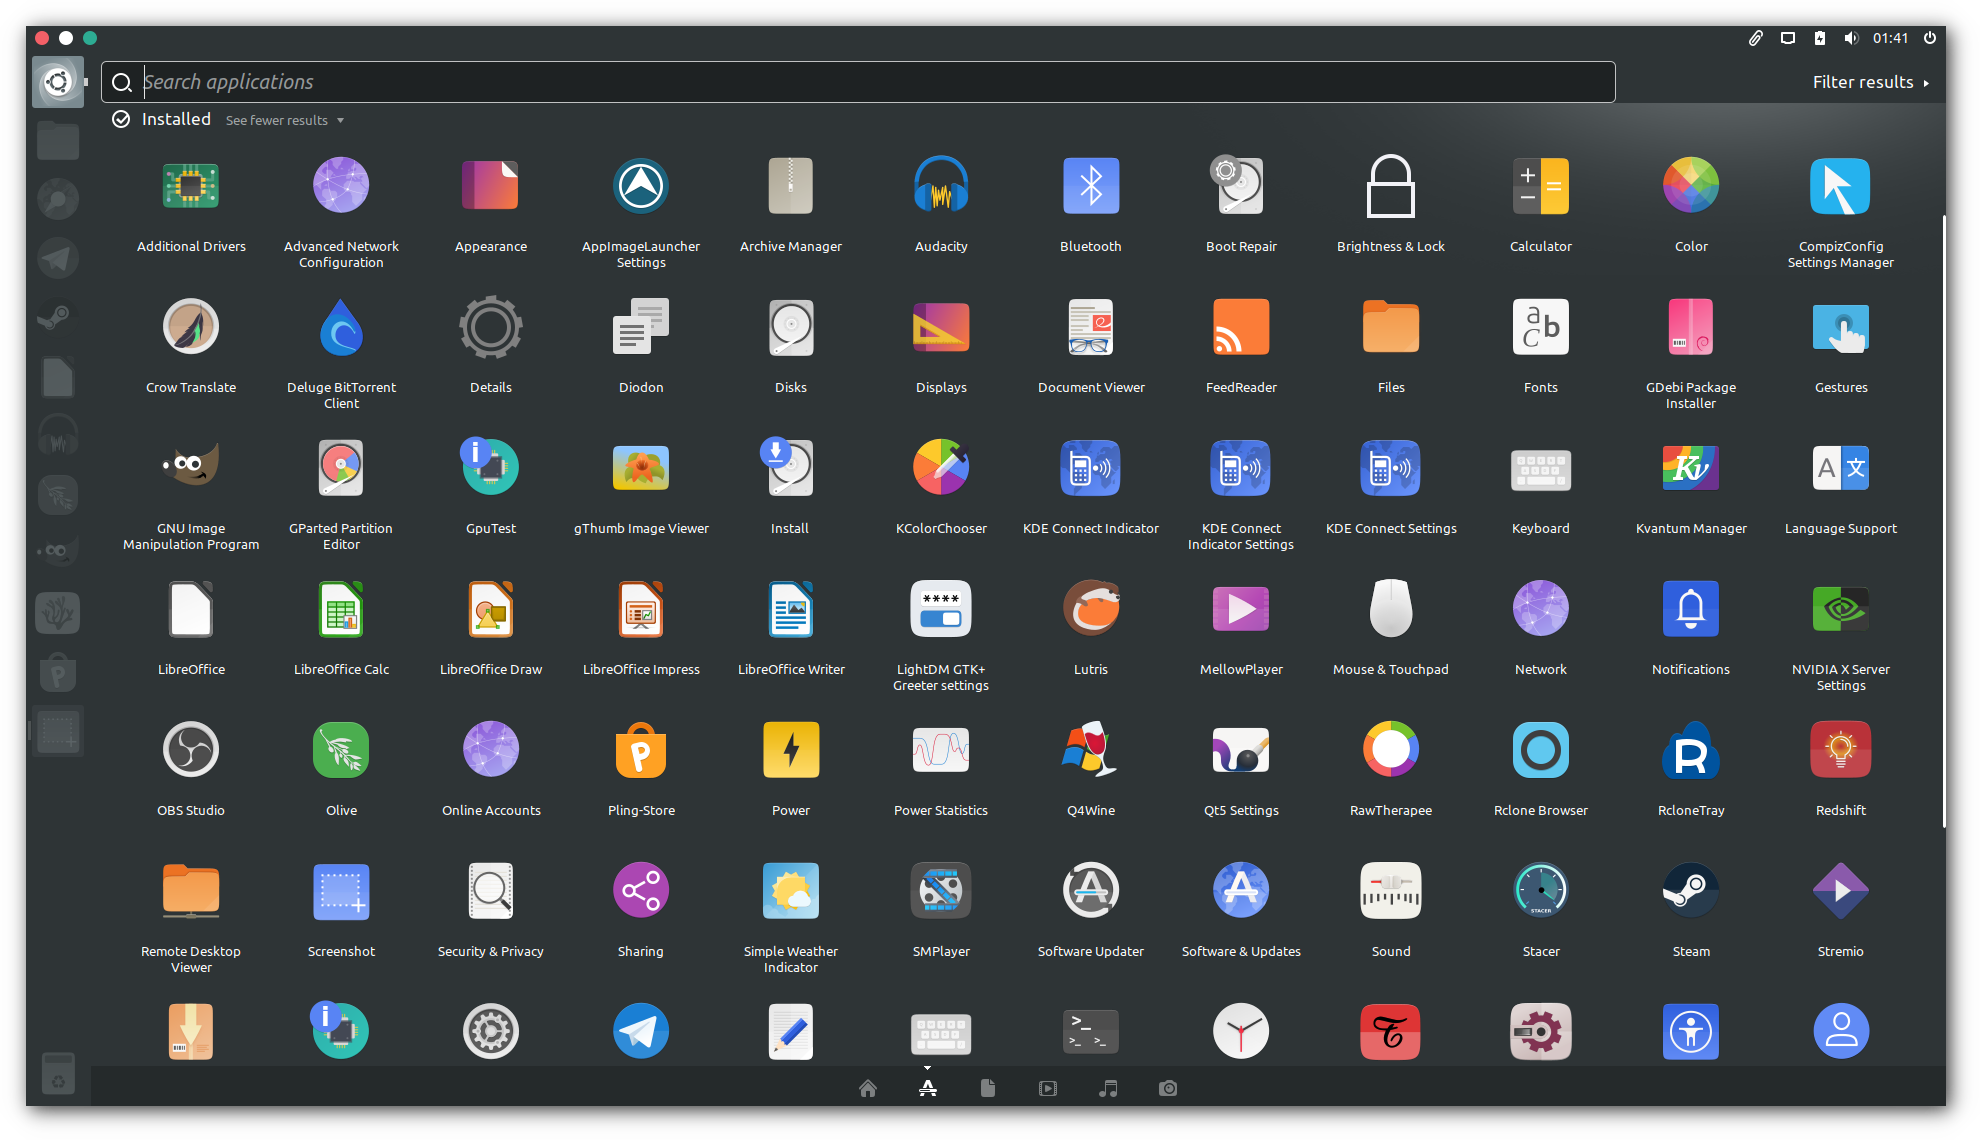 01:41
Search applications
Filter results
Installed See fewer results
Additional Drivers
Advanced Network
Configuration
Appearance
AppImageLauncher
Settings
Archive Manager
Audacity
Bluetooth
Boot Repair
Brightness & Lock
Calculator
Color
CompizConfig
Settings Manager
Crow Translate
Deluge BitTorrent
Client
Details
Diodon
Disks
Displays
Document Viewer
FeedReader
Files
a b c
Fonts
GDebi Package
Installer
Gestures
GNU Image
Manipulation Program
GParted Partition
Editor
i
GpuTest
gThumb Image Viewer
Install
KColorChooser
KDE Connect Indicator
KDE Connect
Indicator Settings
KDE Connect Settings
Keyboard
Kv
Kvantum Manager
A 文
Language Support
LibreOffice
LibreOffice Calc
LibreOffice Draw
LibreOffice Impress
LibreOffice Writer
****
LightDM GTK+
Greeter settings
Lutris
MellowPlayer
Mouse & Touchpad
Network
Notifications
NVIDIA X Server
Settings
OBS Studio
Olive
Online Accounts
P
Pling-Store
Power
Power Statistics
Q4Wine
Qt5 Settings
RawTherapee
Rclone Browser
R
RcloneTray
Redshift
Remote Desktop
Viewer
Screenshot
Security & Privacy
Sharing
Simple Weather
Indicator
SMPlayer
Software Updater
Software & Updates
Sound
STACER
Stacer
Steam
Stremio
i
>_
>_ >_